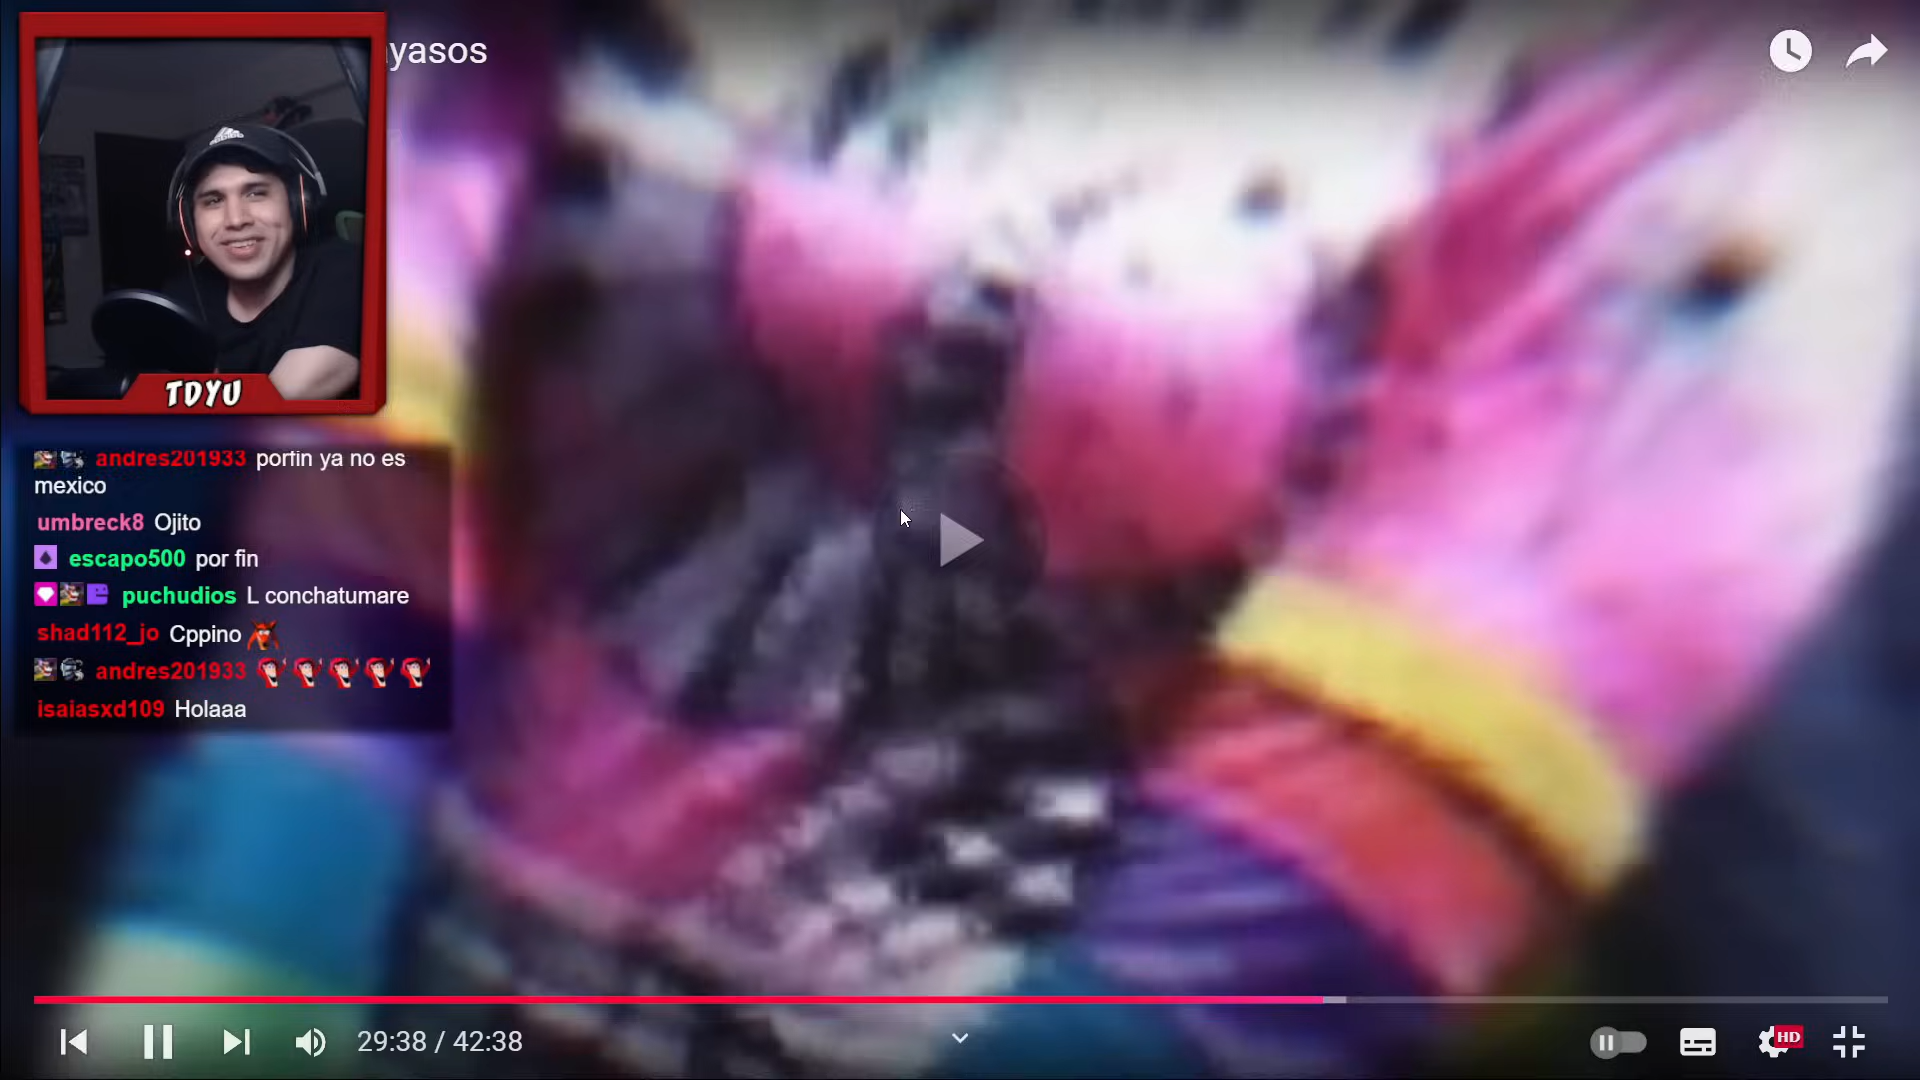 yasos
TDYU
andres201933 porfin ya no es
mexico
umbreck8 Ojito
escapo500 por fin
puchudios L conchatumare
shad112_jo Cppino
andres201933
isaiasxd109 Holaaa
29:38 / 42:38
HD